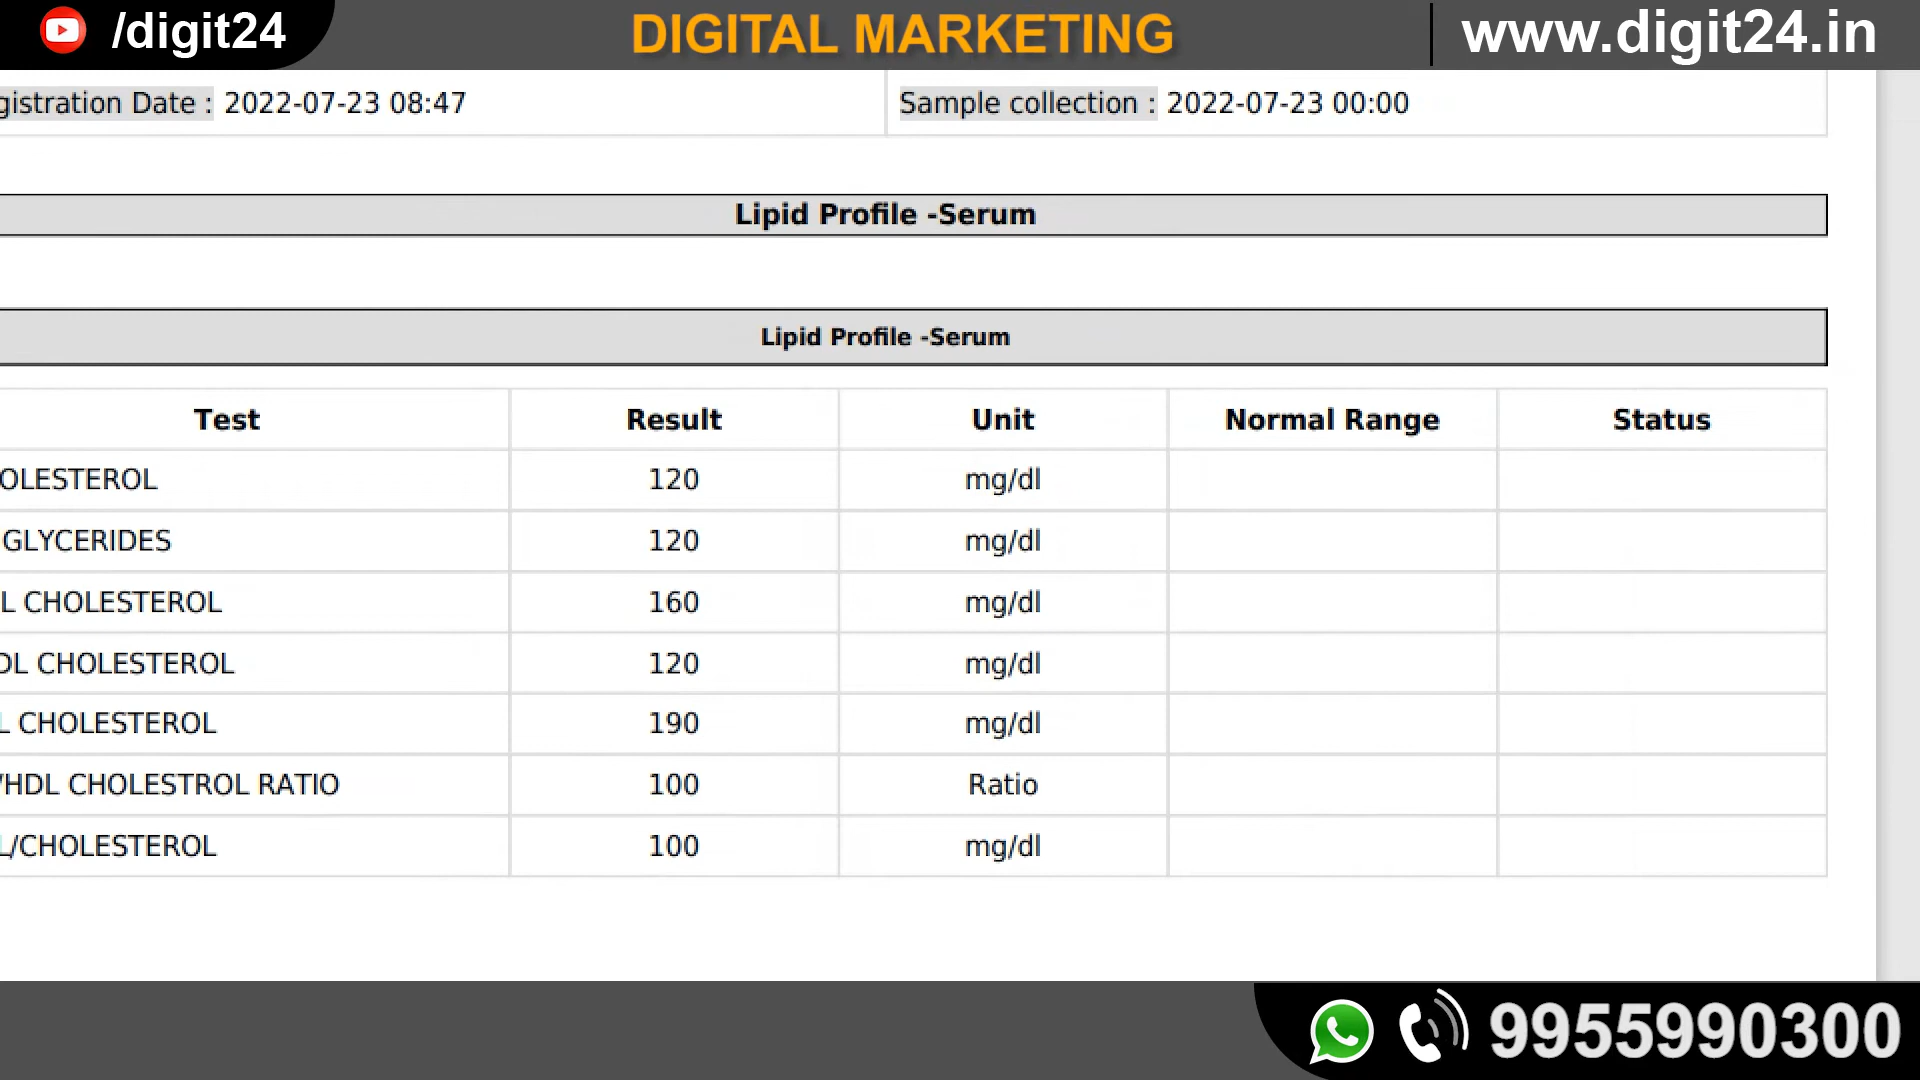 /digit24 DIGITAL MARKETING www.digit24.in
gistration Date : 2022-07-23 08:47 Sample collection : 2022-07-23 00:00
Lipid Profile -Serum
Lipid Profile -Serum
Test Result Unit Normal Range Status
OLESTEROL 120 mg/dl
GLYCERIDES 120 mg/dl
L CHOLESTEROL 160 mg/dl
DL CHOLESTEROL 120 mg/dl
L CHOLESTEROL 190 mg/dl
/HDL CHOLESTROL RATIO 100 Ratio
L/CHOLESTEROL 100 mg/dl
9955990300